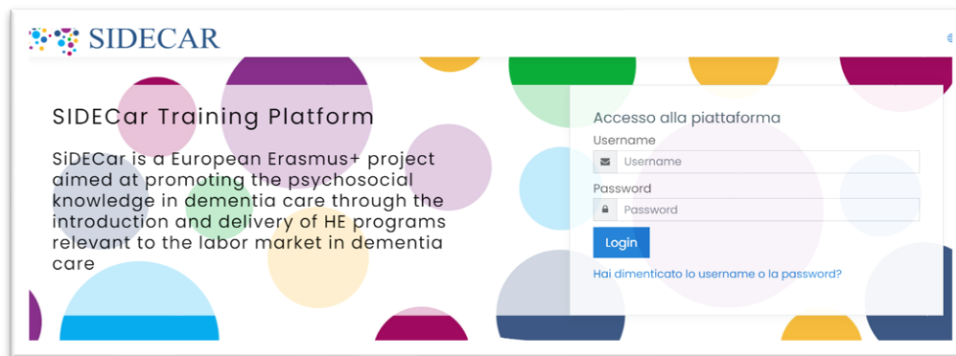 SIDECAR
SIDECar Training Platform
SiDECar is a European Erasmus+ project
aimed at promoting the psychosocial
knowledge in dementia care through the
introduction and delivery of HE programs
relevant to the labor market in dementia
care
Accesso alla piattaforma
Username
Username
Password
Password
Login
Hai dimenticato lo username o la password?